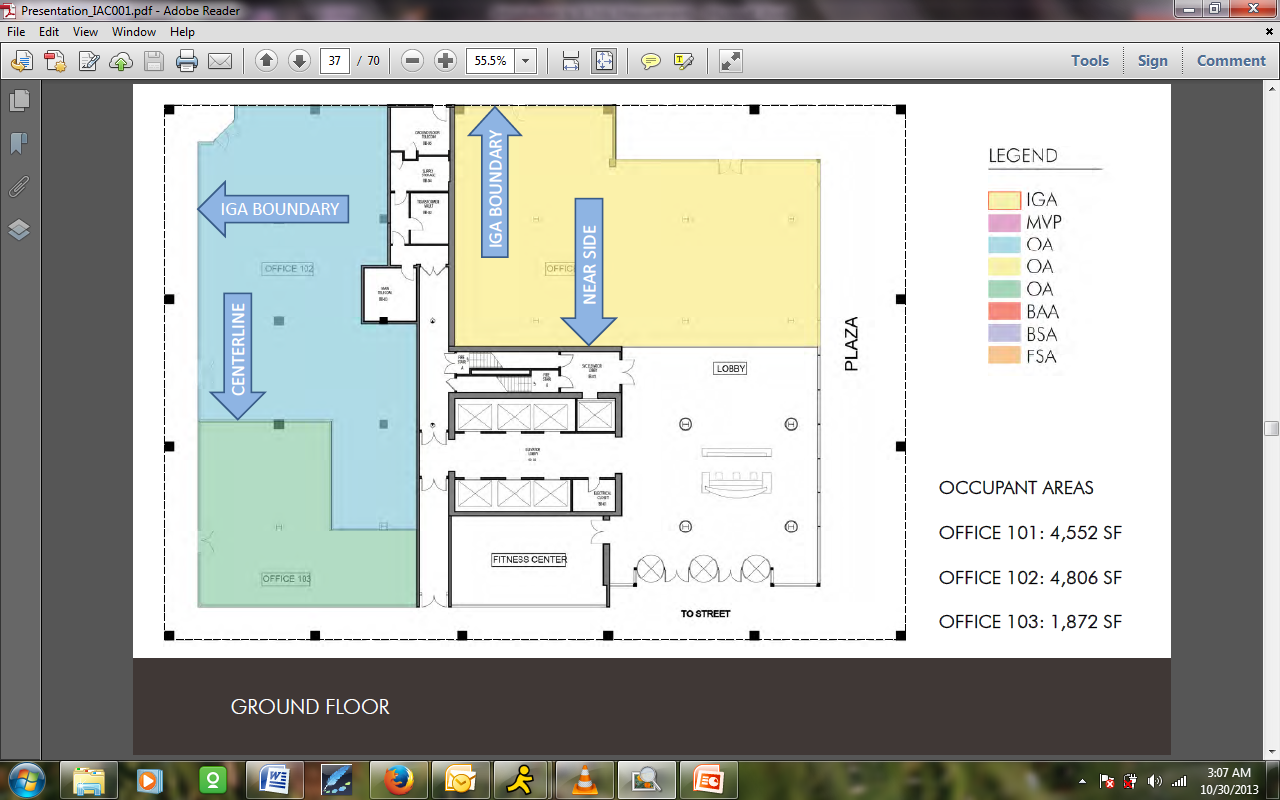 Presentation_IAC001.pdf - Adobe Reader
File Edit View Window Help
37 / 70
55.5%
Tools Sign Comment
IGA BOUNDARY
IGA BOUNDARY
NEAR SIDE
CENTERLINE
OFFICE 102
OFFIC
OFFICE 103
LOBBY
PLAZA
ELEVATOR
LOBBY
FITNESS CENTER
TO STREET
LEGEND
IGA
MVP
OA
OA
OA
BAA
BSA
FSA
OCCUPANT AREAS
OFFICE 101: 4,552 SF
OFFICE 102: 4,806 SF
OFFICE 103: 1,872 SF
GROUND FLOOR
3:07 AM
10/30/2013